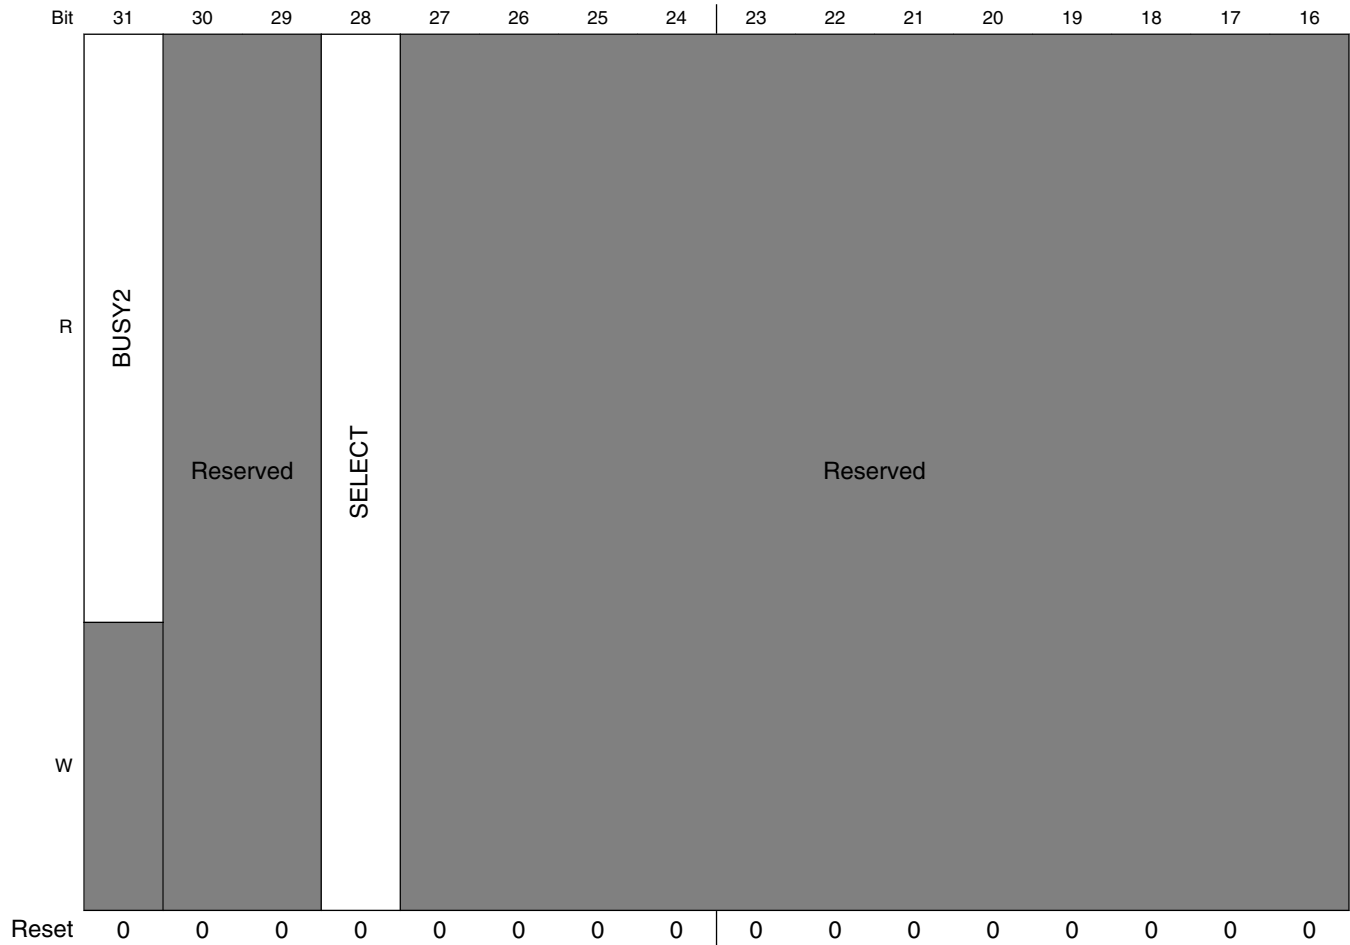 Bit 31 30 29 28 27 26 25 24 23 22 21 20 19 18 17 16
R
BUSY2
Reserved
SELECT
Reserved
W
Reset 0 0 0 0 0 0 0 0 0 0 0 0 0 0 0 0